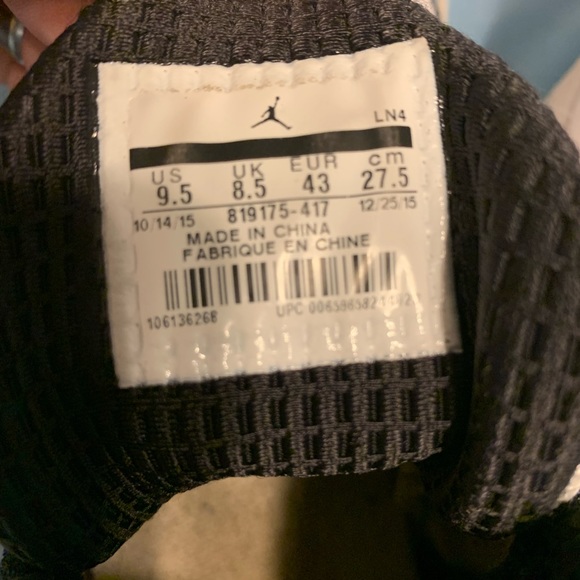 LN4
US UK EUR cm
9.5 8.5 43 27.5
10/14/15 819175-417 12/25/15
MADE IN CHINA
FABRIQUE EN CHINE
106136268 UPC